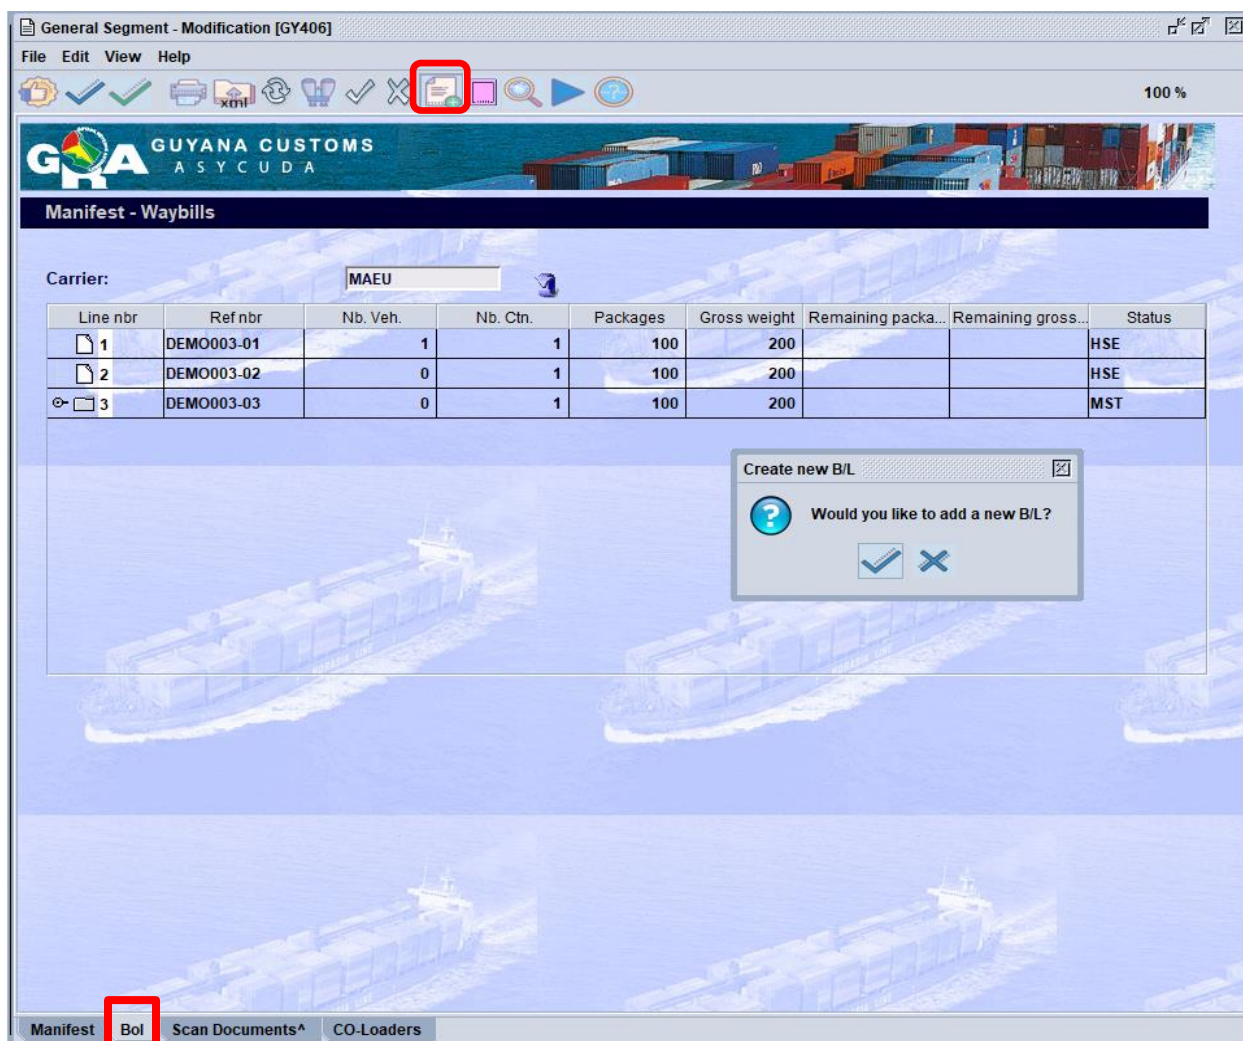 General Segment - Modification [GY406]
File Edit View Help
xml
100 %
GRA GUYANA CUSTOMS
ASYCUDA
Manifest - Waybills
Carrier: MAEU
Line nbr Ref nbr Nb. Veh. Nb. Ctn. Packages Gross weight Remaining packa... Remaining gross... Status
1 DEMO003-01 1 1 100 200 HSE
2 DEMO003-02 0 1 100 200 HSE
3 DEMO003-03 0 1 100 200 MST
Create new B/L
Would you like to add a new B/L?
Manifest Bol Scan Documents^ CO-Loaders